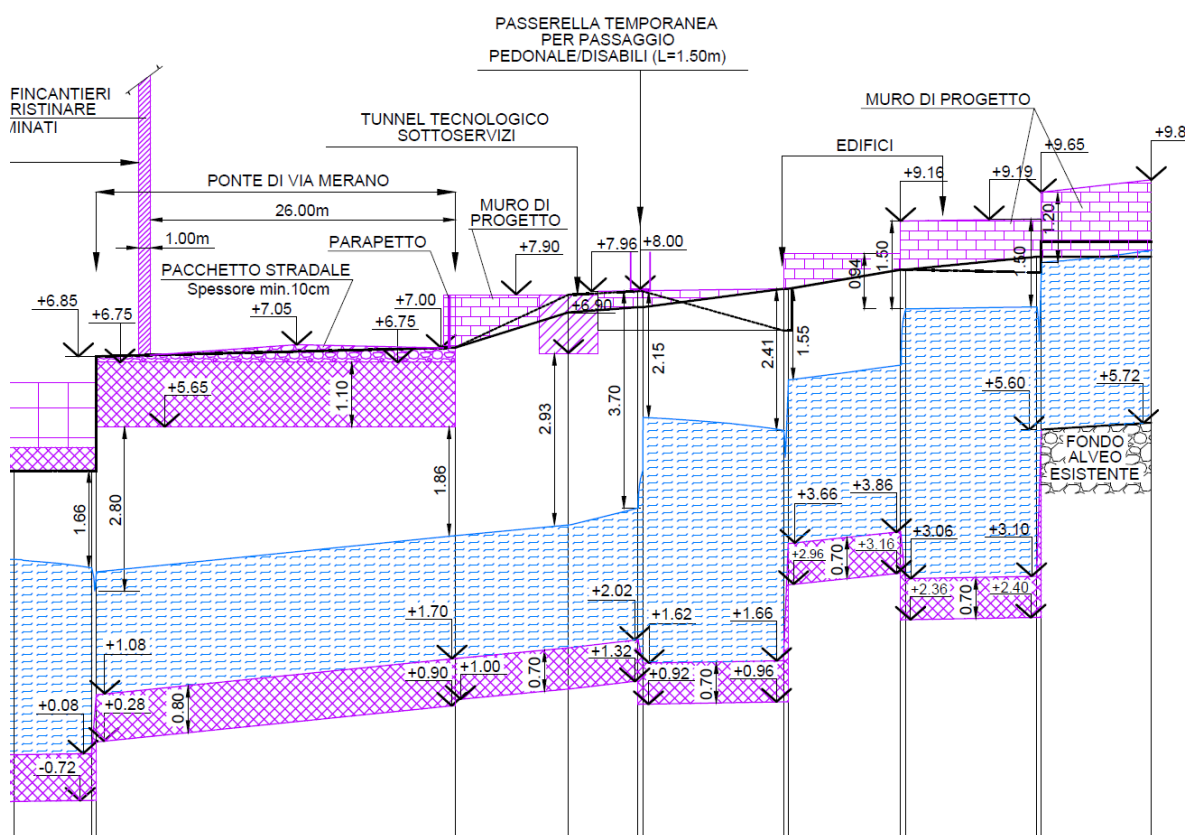 PASSERELLA TEMPORANEA
PER PASSAGGIO
PEDONALE/DISABILI (L=1.50m)
FINCANTIERI
RISTINARE
MINATI
TUNNEL TECNOLOGICO
SOTTOSERVIZI
MURO DI PROGETTO
EDIFICI
+9.65
+9.8
PONTE DI VIA MERANO
+9.16
+9.19
26.00m
MURO DI
PROGETTO
1.20
1.00m
PARAPETTO
+7.90
+7.96
+8.00
1.50
.50
0.94
PACCHETTO STRADALE
Spessore min.10cm
+6.85
+6.75
+7.05
+6.75
+7.00
+6.90
2.15
2.41
1.55
+5.65
1.10
2.93
3.70
+5.60
+5.72
FONDO
ALVEO
ESISTENTE
1.66
2.80
1.86
+3.66
+3.86
+3.06
+3.10
+2.96
0.70
+3.16
+2.36
0.70
+2.40
+2.02
+1.70
+1.62
+1.66
+1.08
+0.90
+1.00
0.70
+1.32
+0.92
0.70
+0.96
+0.08
+0.28
0.80
-0.72